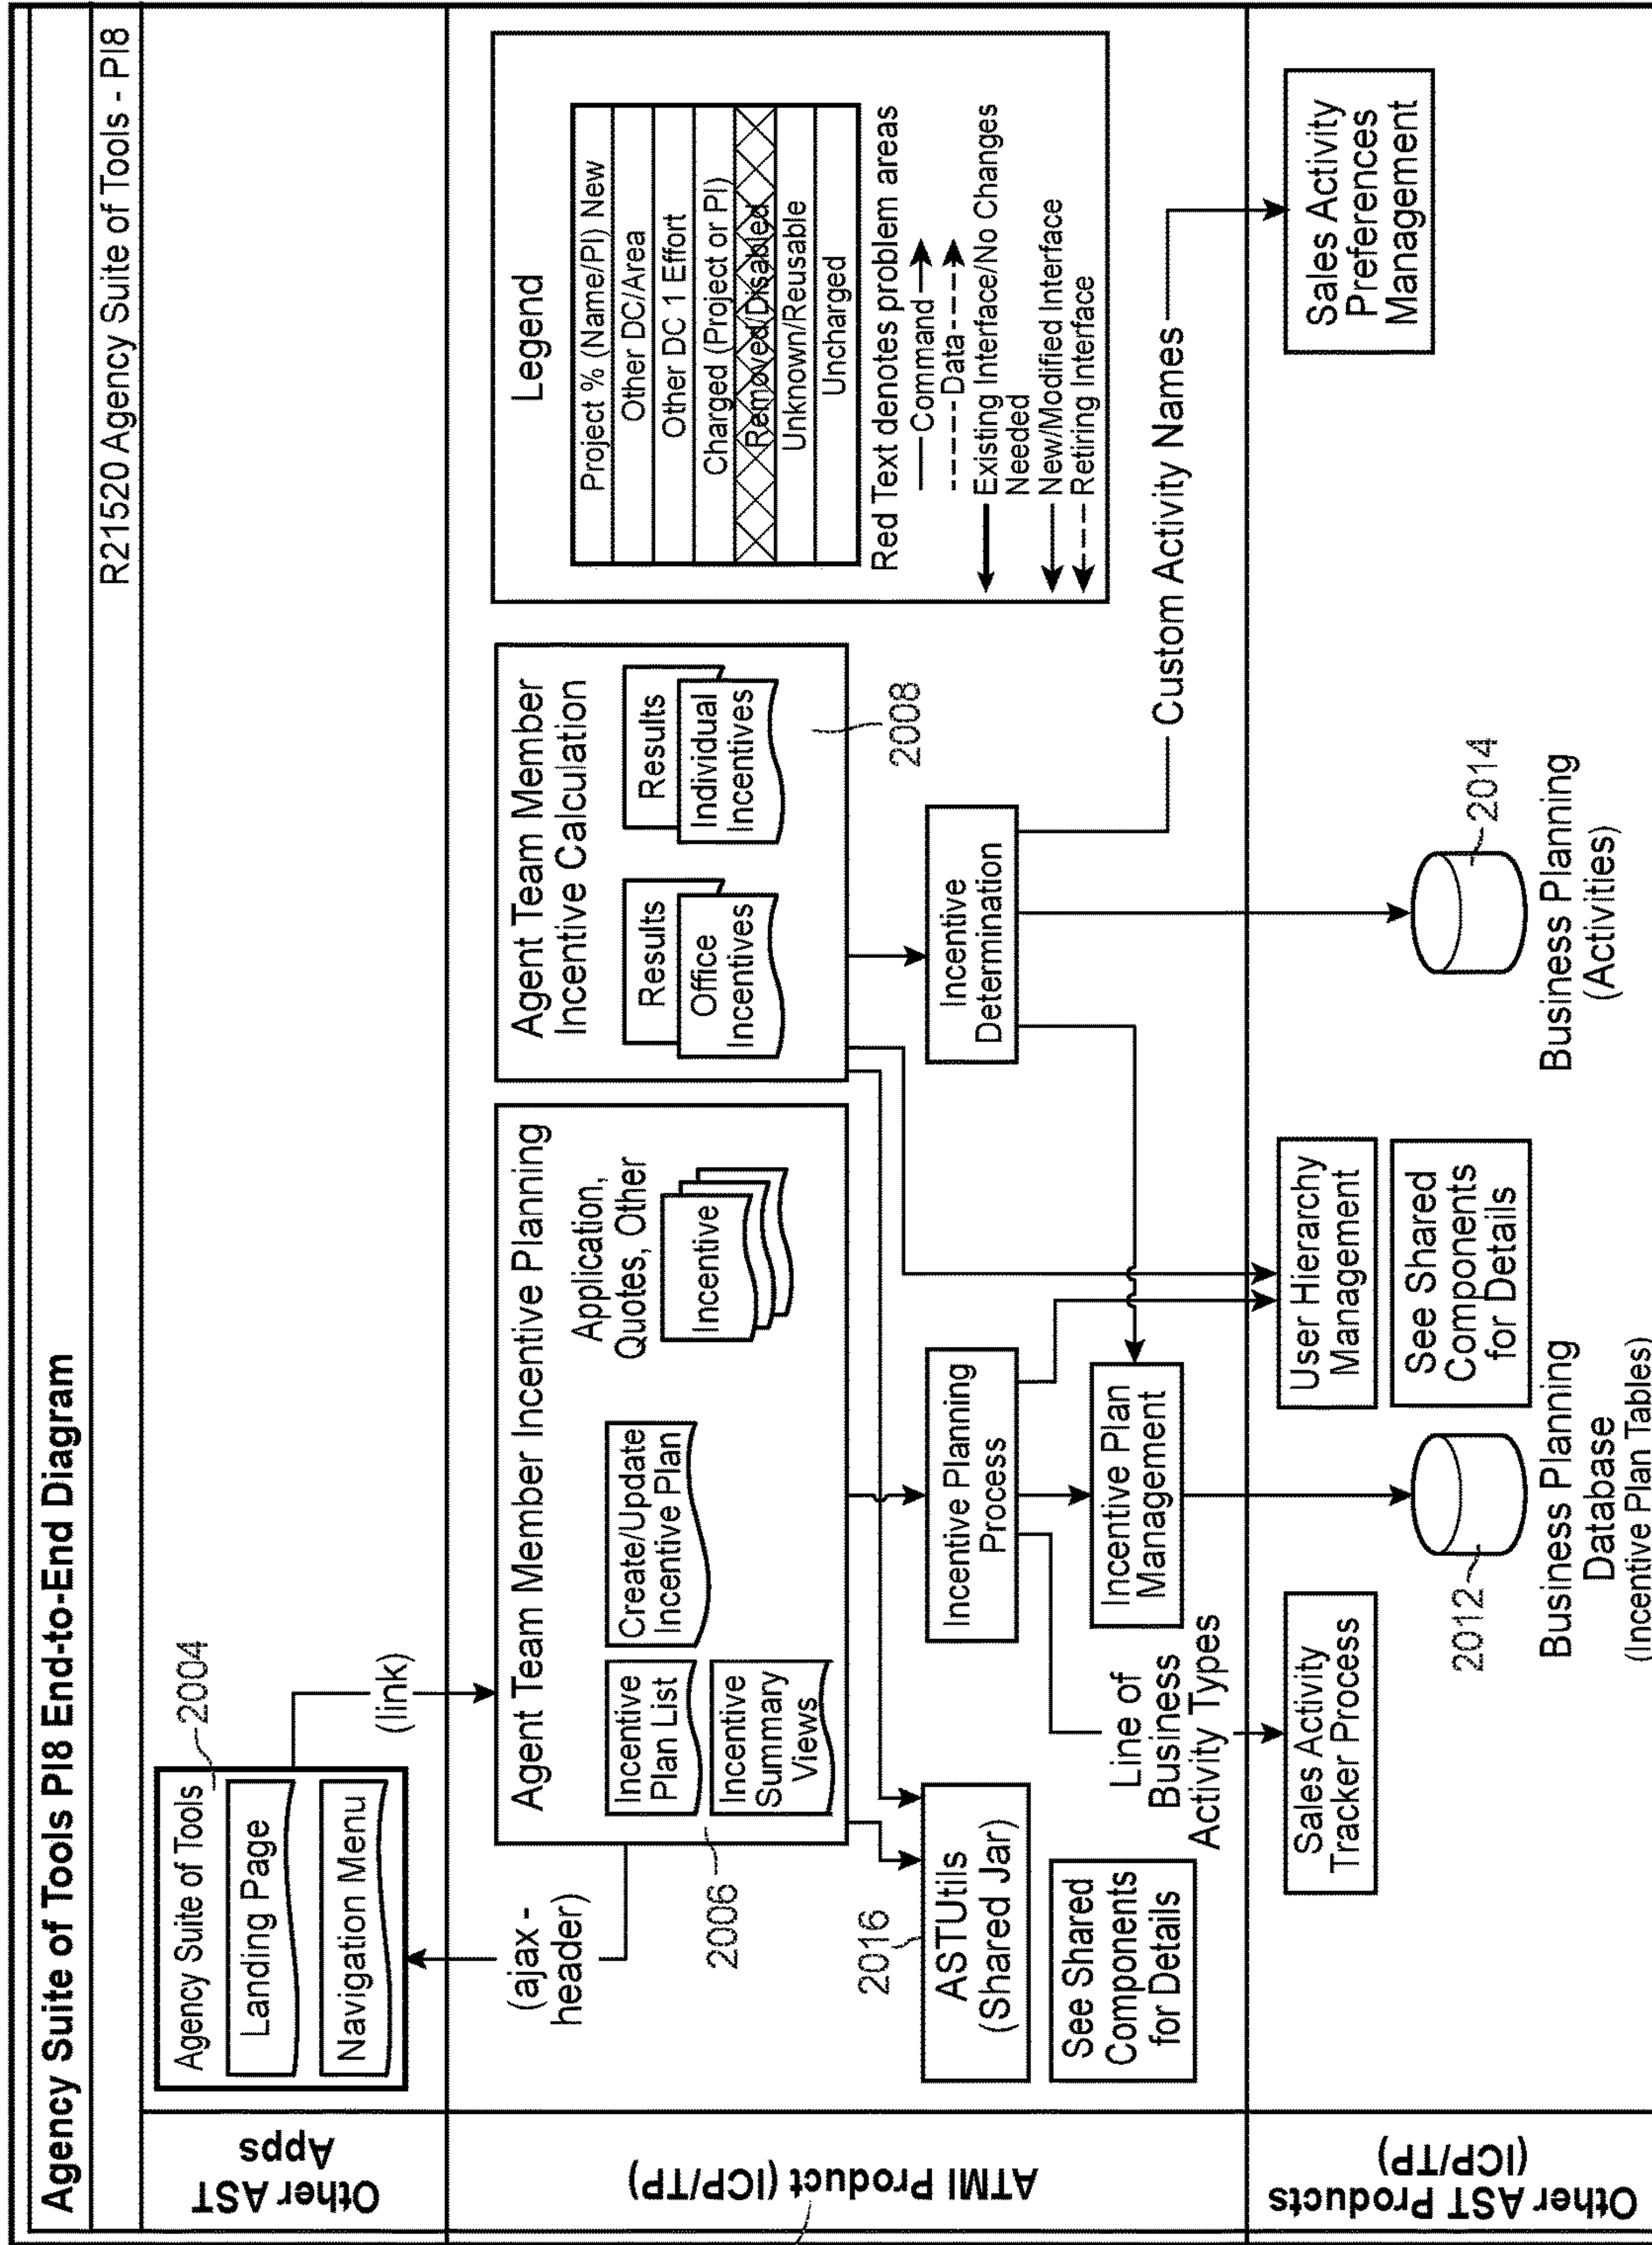 Agency Suite of Tools PI8 End-to-End Diagram
R211520 Agency Suite of Tools - PI8
Other AST
Apps
Agency Suite of Tools
2004
Landing Page
Navigation Menu
(link)
(ajax -
header)
ATMI Product (ICP/TP)
Agent Team Member Incentive Planning
Incentive
Plan List
Create/Update
Incentive Plan
Application,
Quotes, Other
Incentive
Incentive
Summary
Views
2006
Agent Team Member
Incentive Calculation
Results
Office
Incentives
Results
Individual
Incentives
2008
Legend
Project % (Name/PI) New
Other DC/Area
Other DC 1 Effort
Charged (Project or PI)
Removed/Disabled
Unknown/Reusable
Uncharged
Red Text denotes problem areas
Command
Data
Existing Interface/No Changes
Needed
New/Modified Interface
Retiring Interface
2016
ASTUtils
(Shared Jar)
See Shared
Components
for Details
Incentive Planning
Process
Incentive
Determination
Incentive Plan
Management
Line of
Business
Activity Types
Custom Activity Names
Other AST Products
(ICP/TP)
Sales Activity
Tracker Process
User Hierarchy
Management
See Shared
Components
for Details
Sales Activity
Preferences
Management
2012
Business Planning
Database
(Incentive Plan Tables)
2014
Business Planning
(Activities)